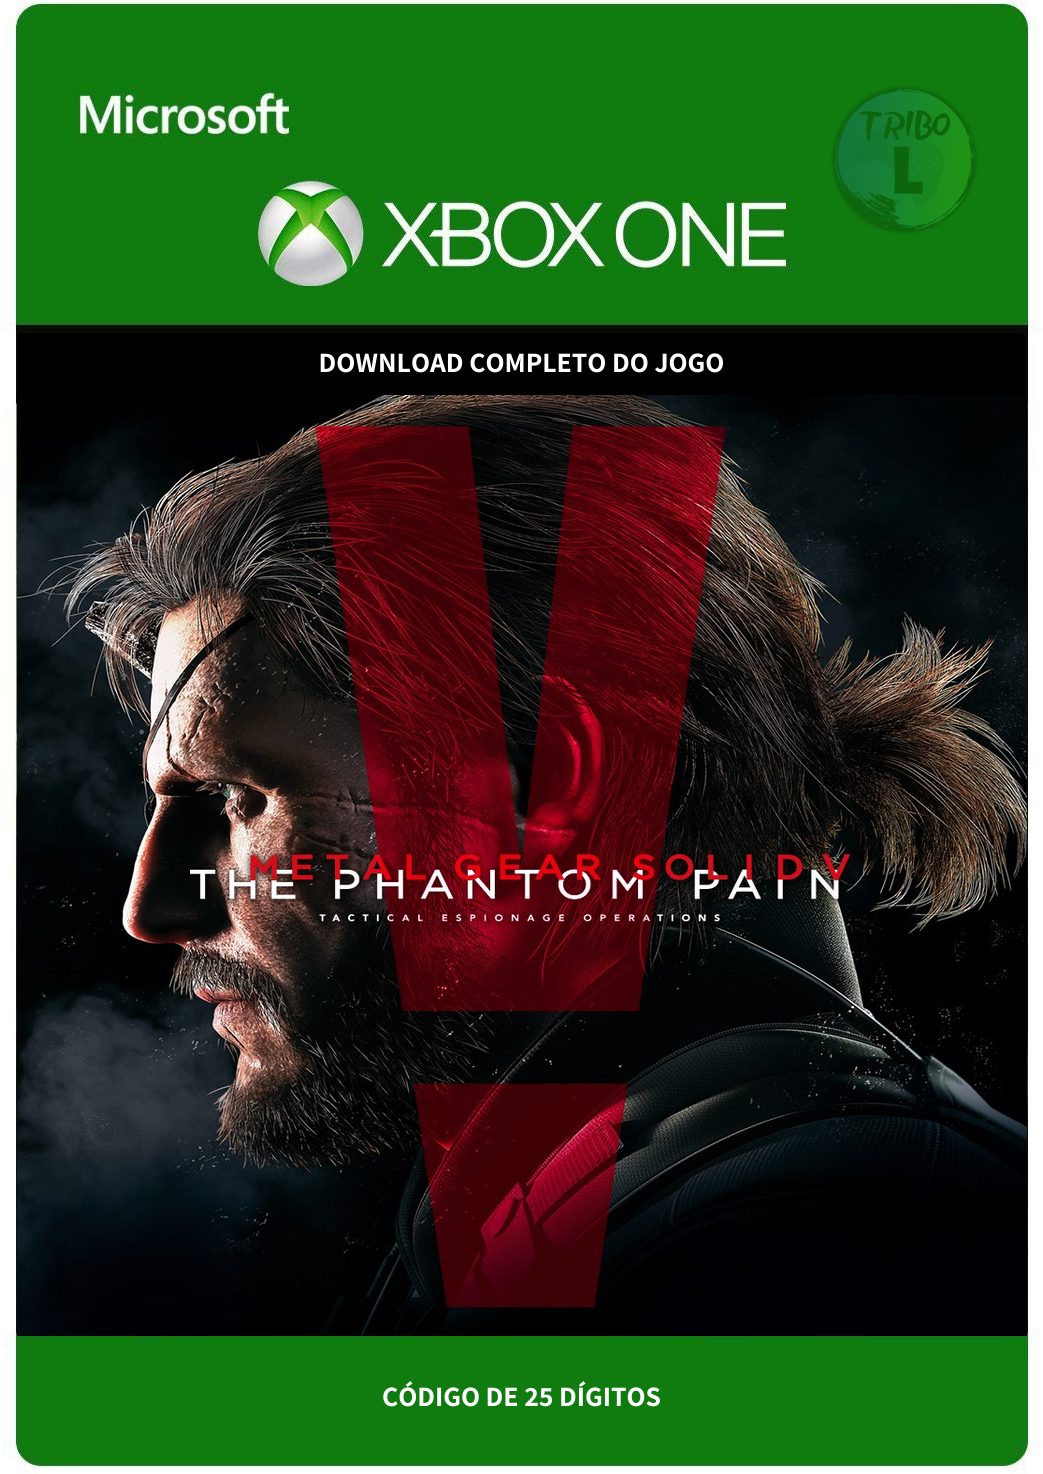 Microsoft
TRIBO
L
XBOX ONE
DOWNLOAD COMPLETO DO JOGO
METAL GEAR SOLID V
THE PHANTOM PAIN
TACTICAL ESPIONAGE OPERATIONS
CÓDIGO DE 25 DÍGITOS